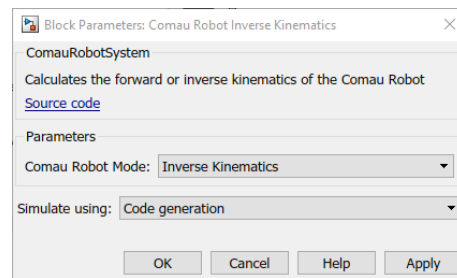 Block Parameters: Comau Robot Inverse Kinematics
ComauRobotSystem
Calculates the forward or inverse kinematics of the Comau Robot
Source code
Parameters
Comau Robot Mode: Inverse Kinematics
Simulate using: Code generation
OK Cancel Help Apply